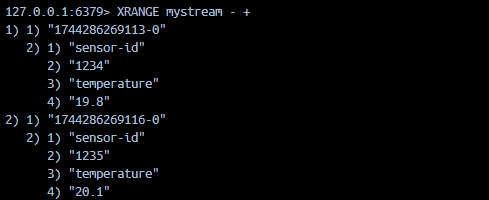 127.0.0.1:6379> XRANGE mystream - +
1) 1) "1744286269113-0"
   2) 1) "sensor-id"
      2) "1234"
      3) "temperature"
      4) "19.8"
2) 1) "1744286269116-0"
   2) 1) "sensor-id"
      2) "1235"
      3) "temperature"
      4) "20.1"